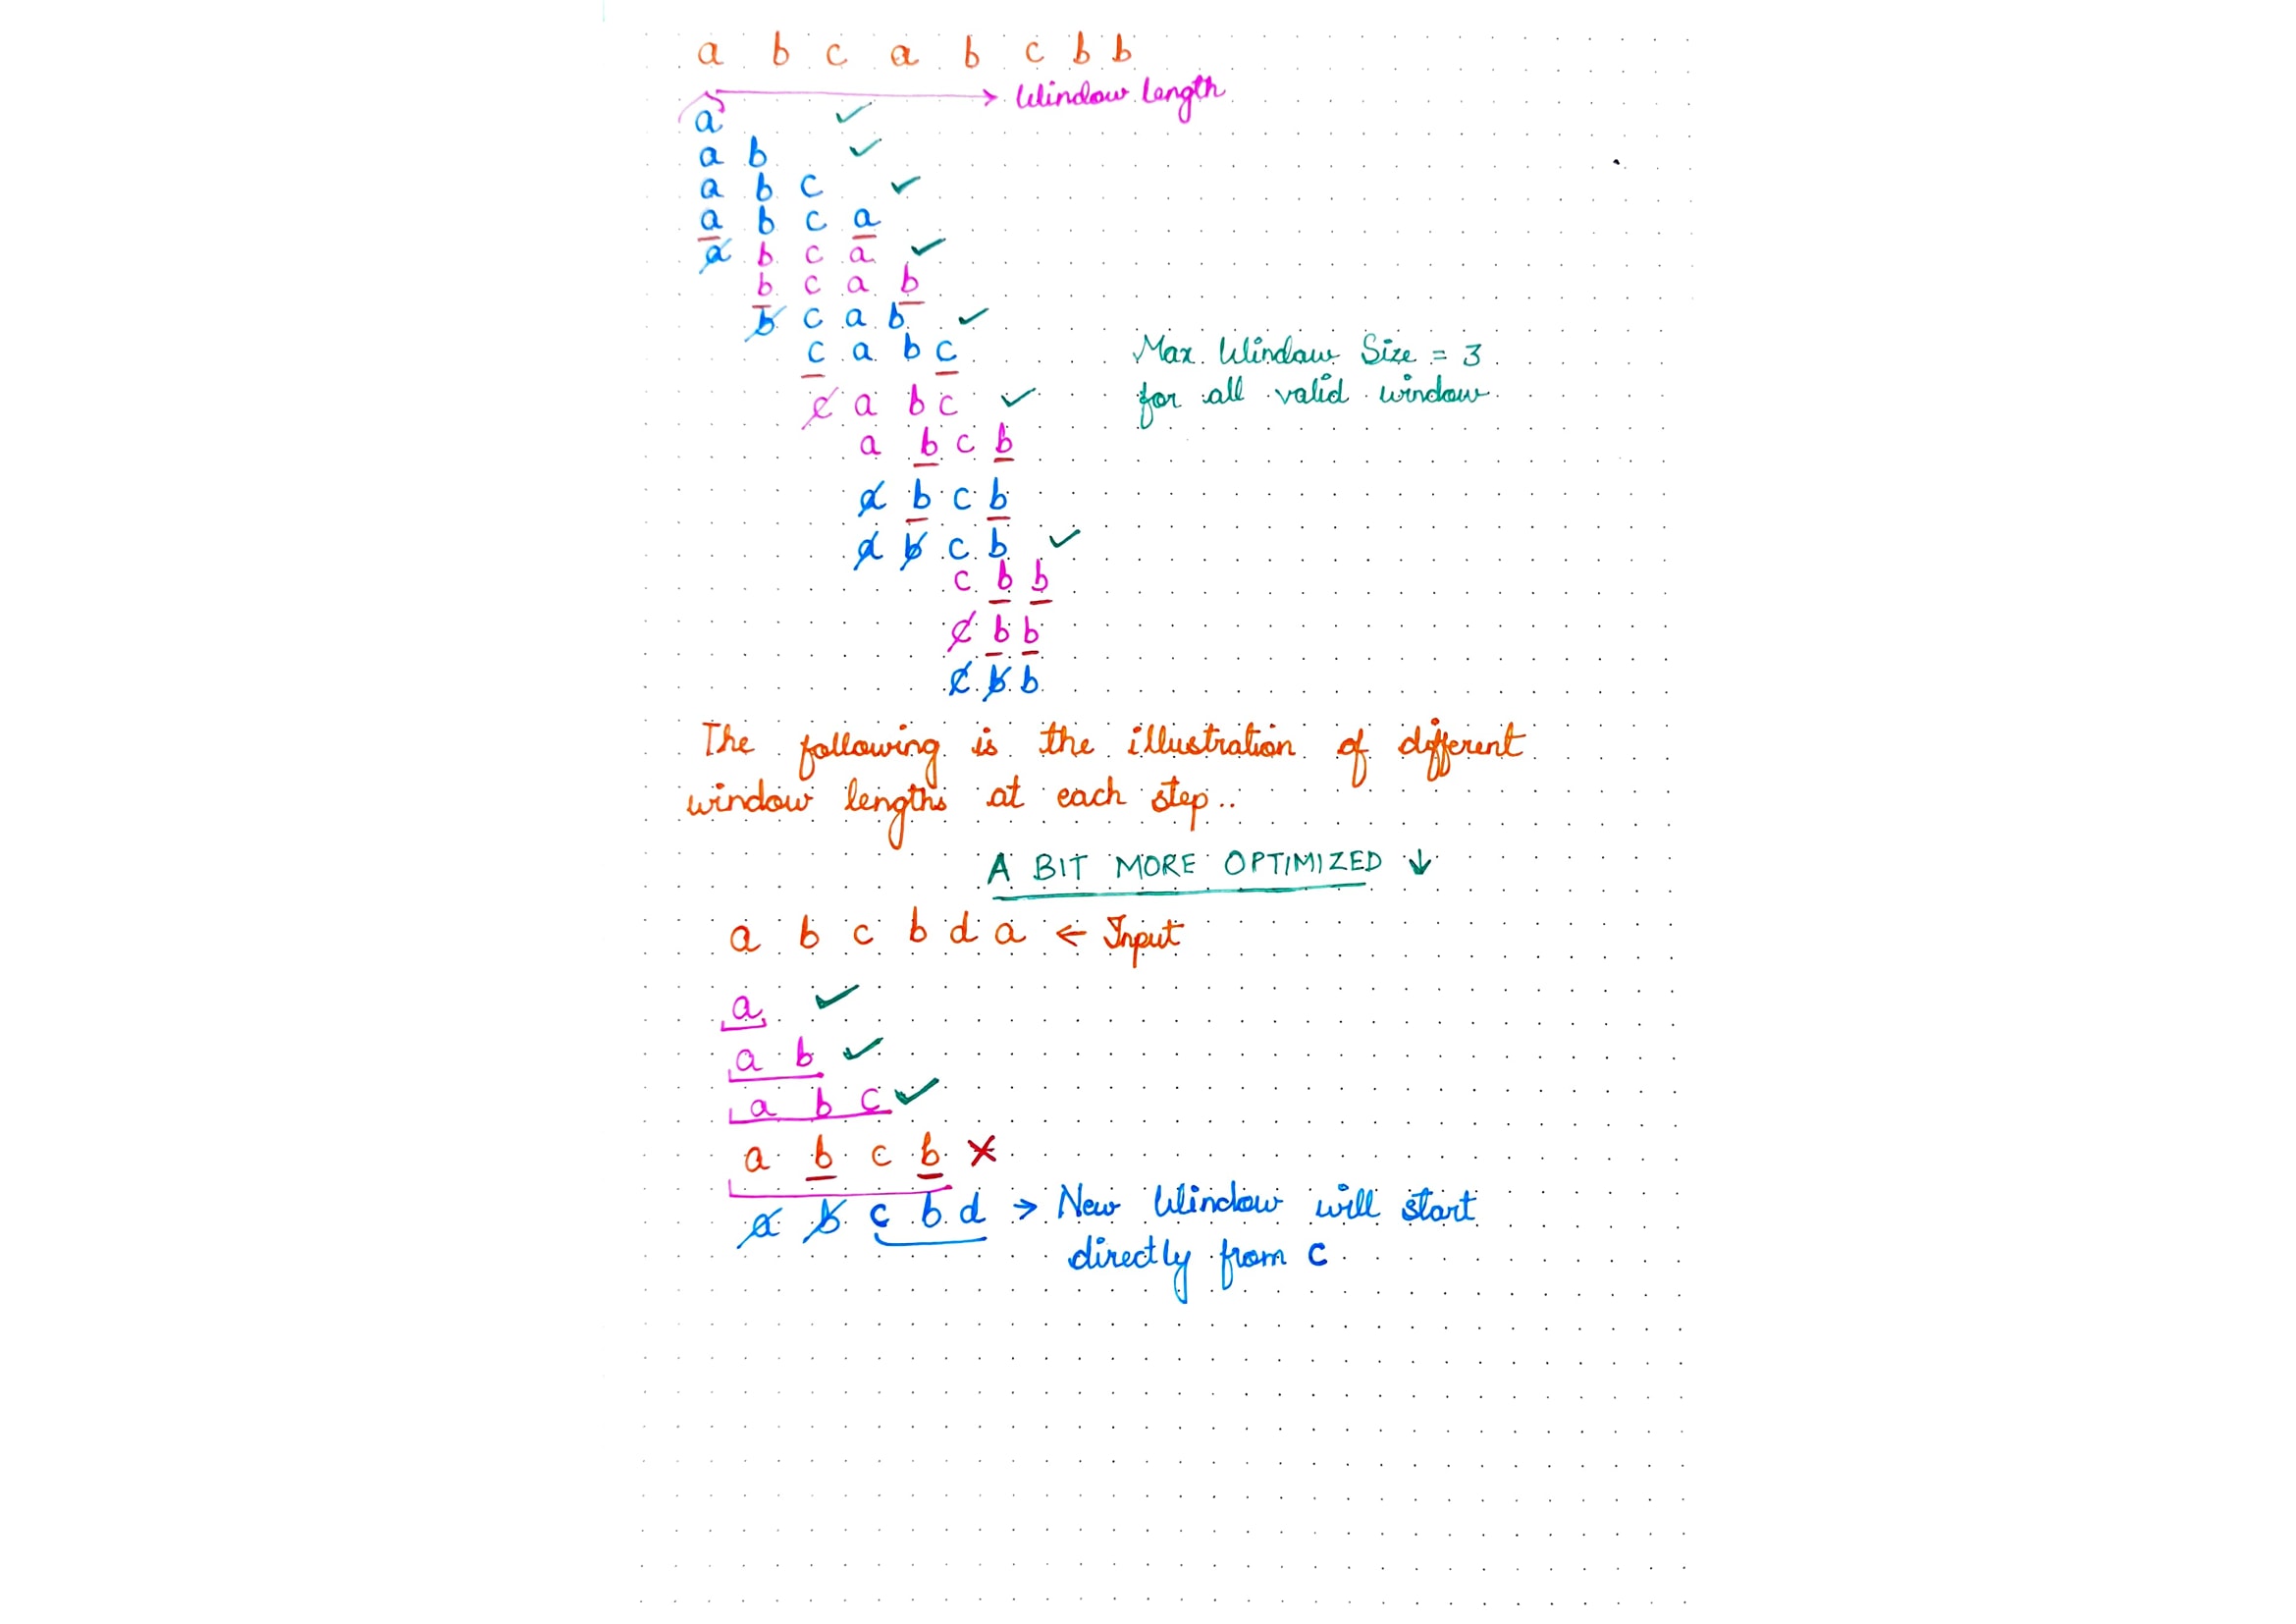 a b c a b c b b
→ Window Length
a ✓
a b ✓
a b c ✓
a b c a
a b c a ✓
b c a b
b c a b ✓
c a b c
Max. Window Size = 3
c a b c ✓
for all valid window
a b c b
a b c b
a b c b ✓
c b b
c b b
c b b
The following is the illustration of different
window lengths at each step..
A BIT MORE OPTIMIZED ↓
a b c b d a ← Input
a ✓
a b ✓
a b c ✓
a b c b ✗
a b c b d → New Window will start
directly from c